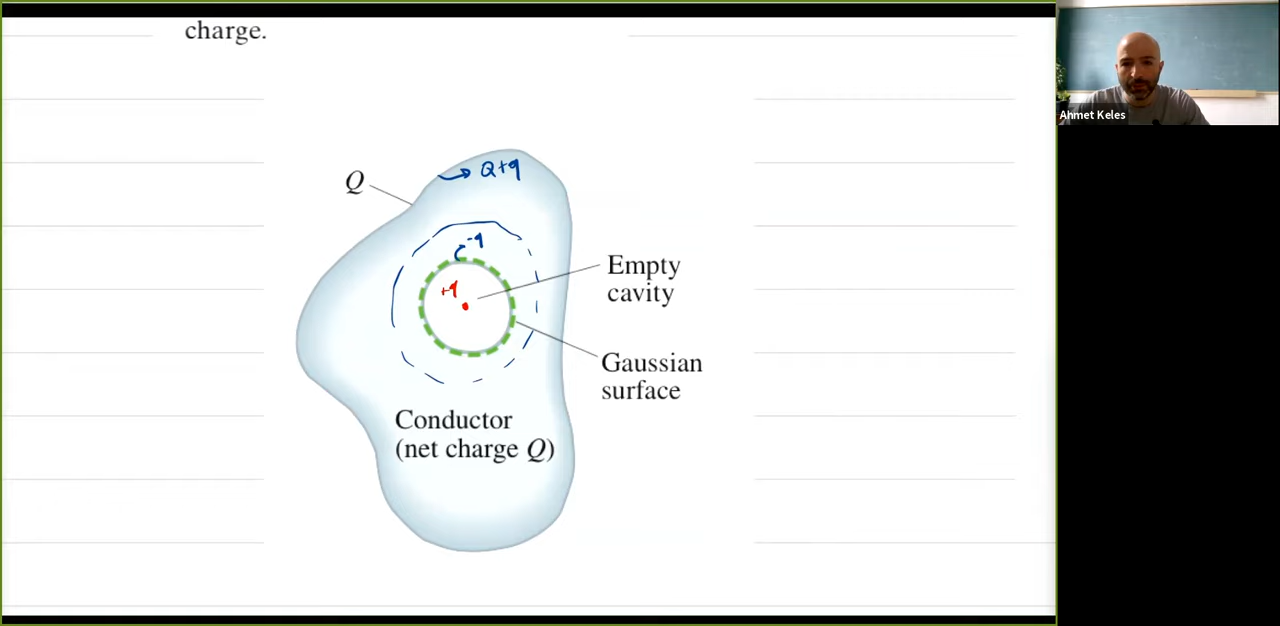 charge.
Q
Q+q
-q
+q
Empty
cavity
Gaussian
surface
Conductor
(net charge Q)
Ahmet Keles